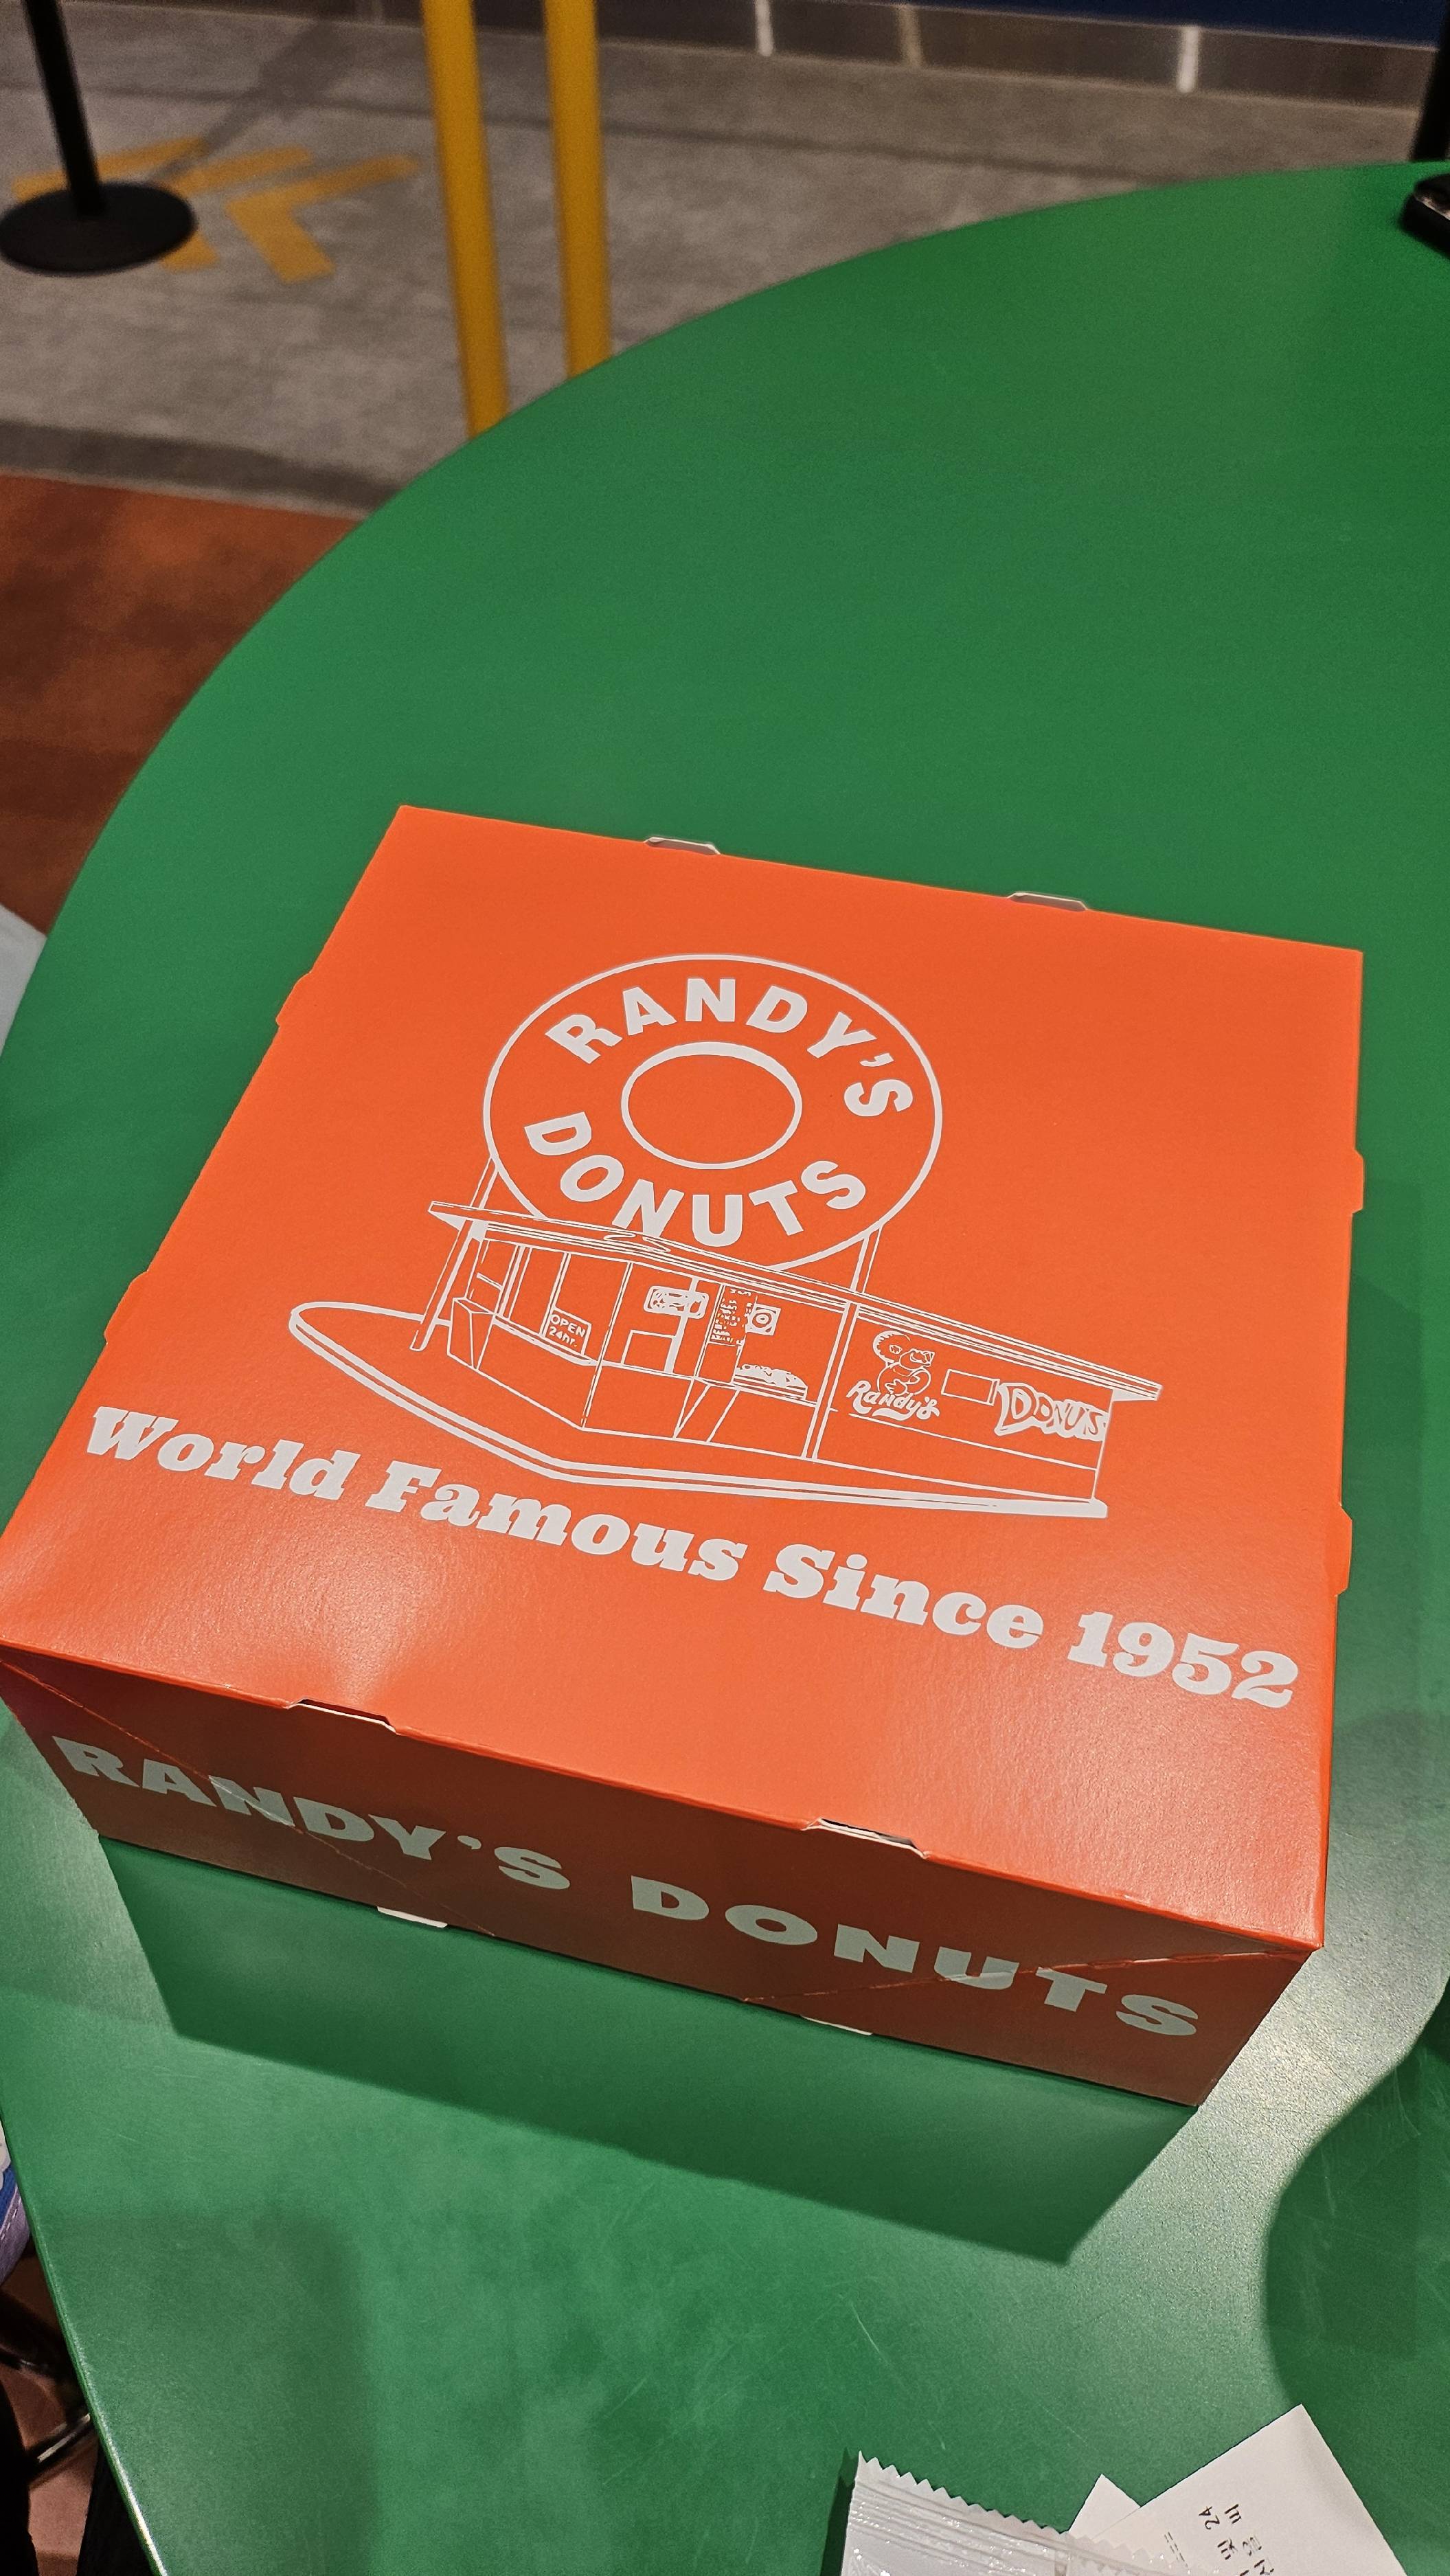 RANDY'S
DONUTS
OPEN
24hr.
Randy's
DONUTS
World Famous Since 1952
RANDY'S DONUTS